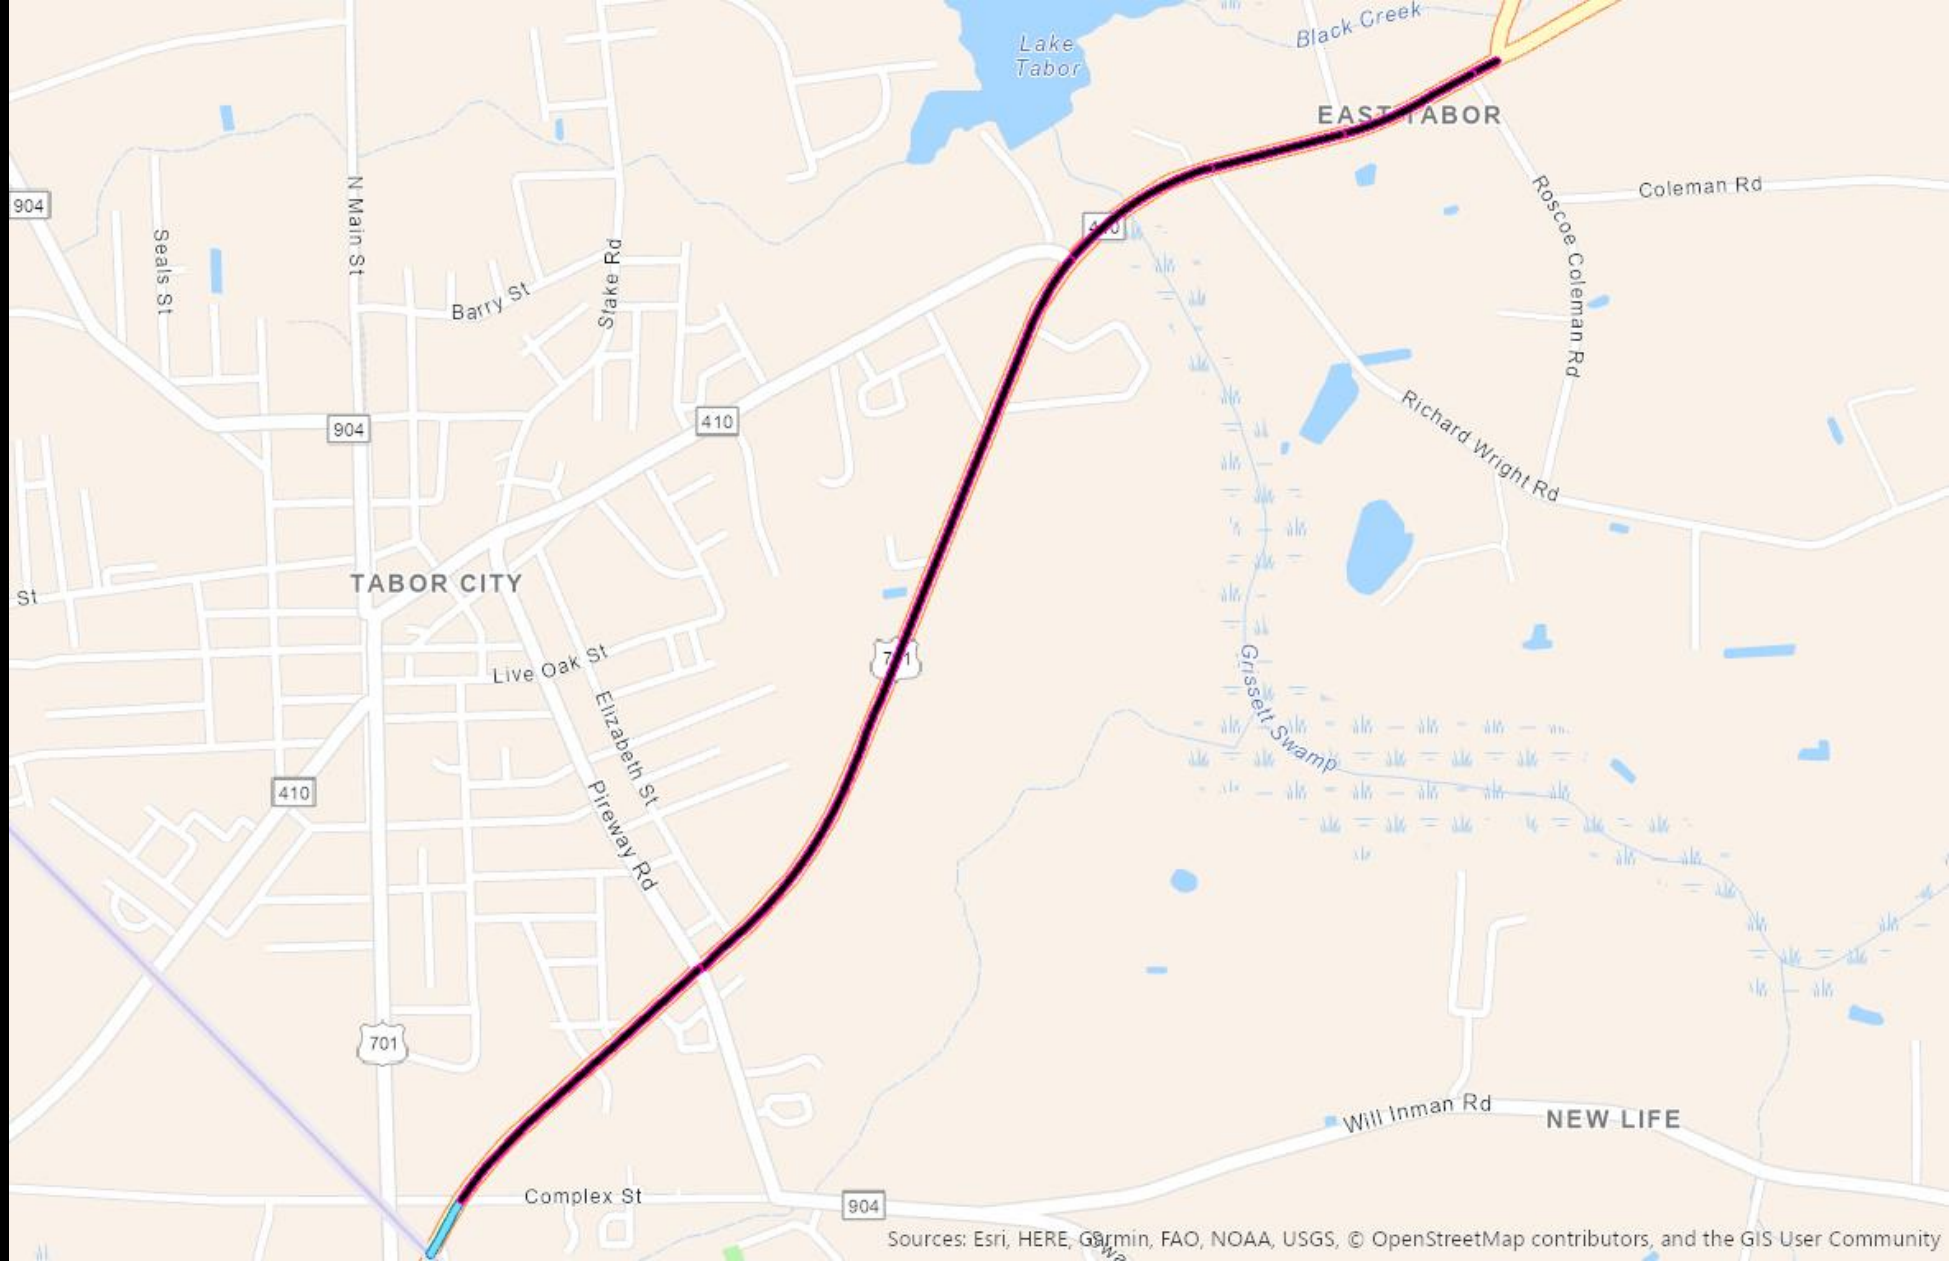 Lake
Tabor
Black Creek
EAST TABOR
Coleman Rd
904
N Main St
Seals St
Stake Rd
Barry St
Roscoe Coleman Rd
410
904
Richard Wright Rd
TABOR CITY
St
Live Oak St
701
Elizabeth St
Grissett Swamp
410
Pireway Rd
701
Will Inman Rd
NEW LIFE
Complex St
904
Sources: Esri, HERE, Garmin, FAO, NOAA, USGS, © OpenStreetMap contributors, and the GIS User Community